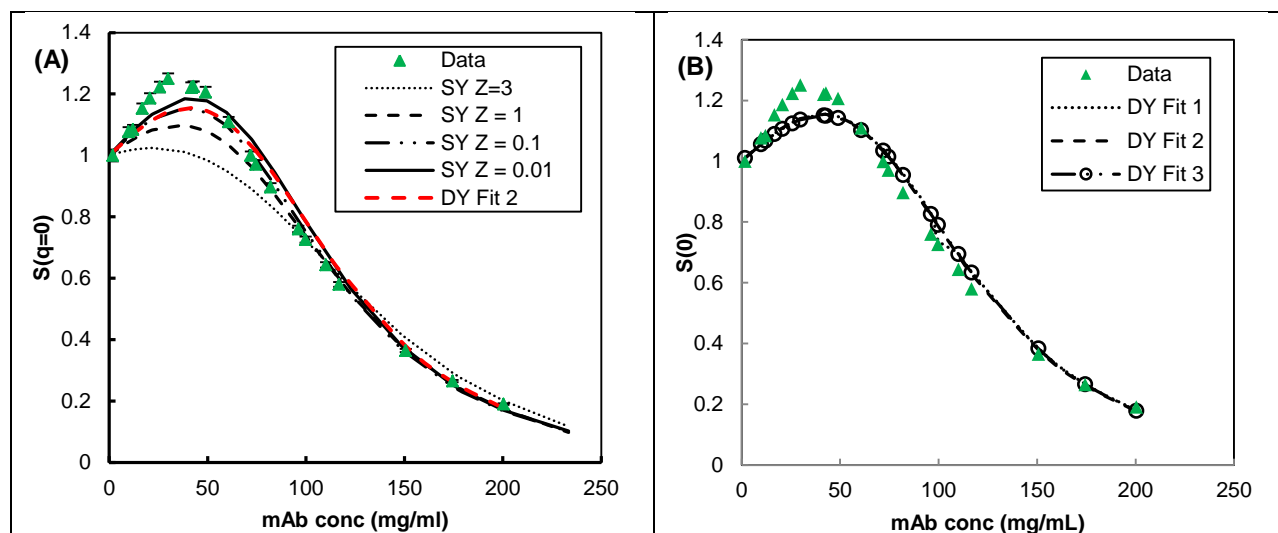 (A)
Data
SY Z=3
SY Z = 1
SY Z = 0.1
SY Z = 0.01
DY Fit 2
S(q=0)
1.4
1.2
1
0.8
0.6
0.4
0.2
0
0 50 100 150 200 250
mAb conc (mg/ml)
(B)
Data
DY Fit 1
DY Fit 2
DY Fit 3
S(0)
1.4
1.2
1
0.8
0.6
0.4
0.2
0
0 50 100 150 200 250
mAb conc (mg/mL)